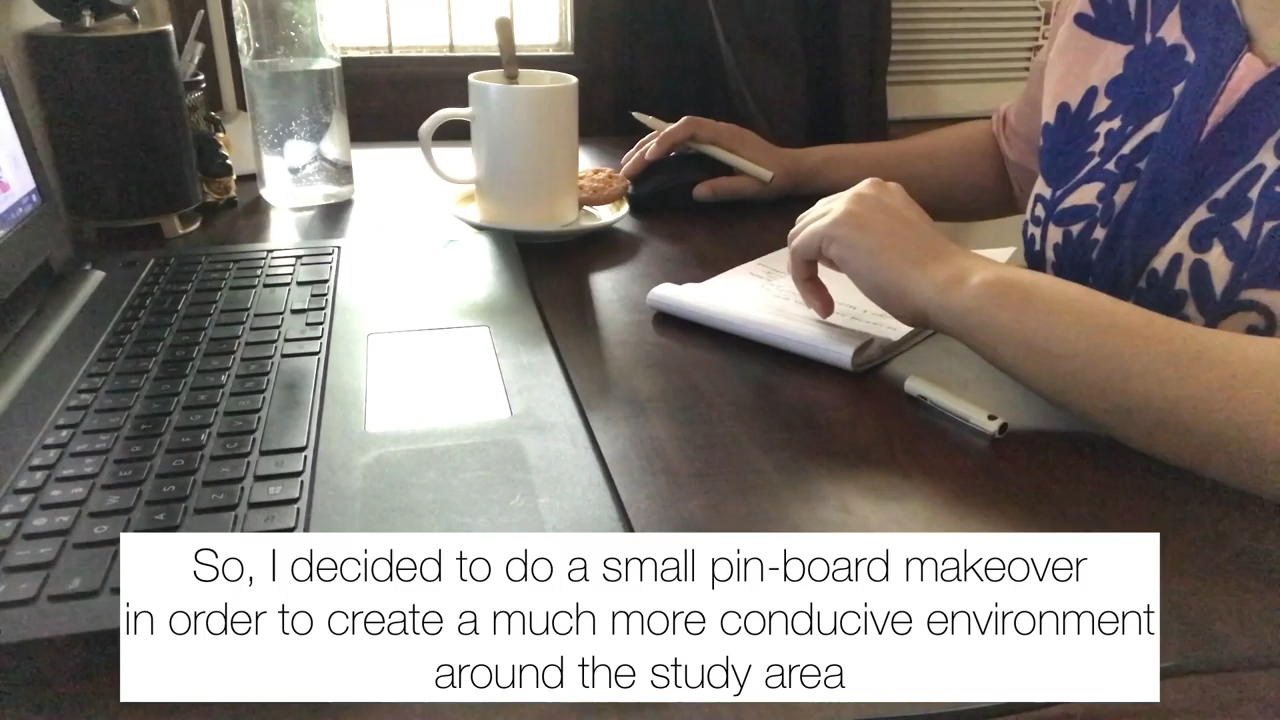 So, I decided to do a small pin-board makeover
in order to create a much more conducive environment
around the study area